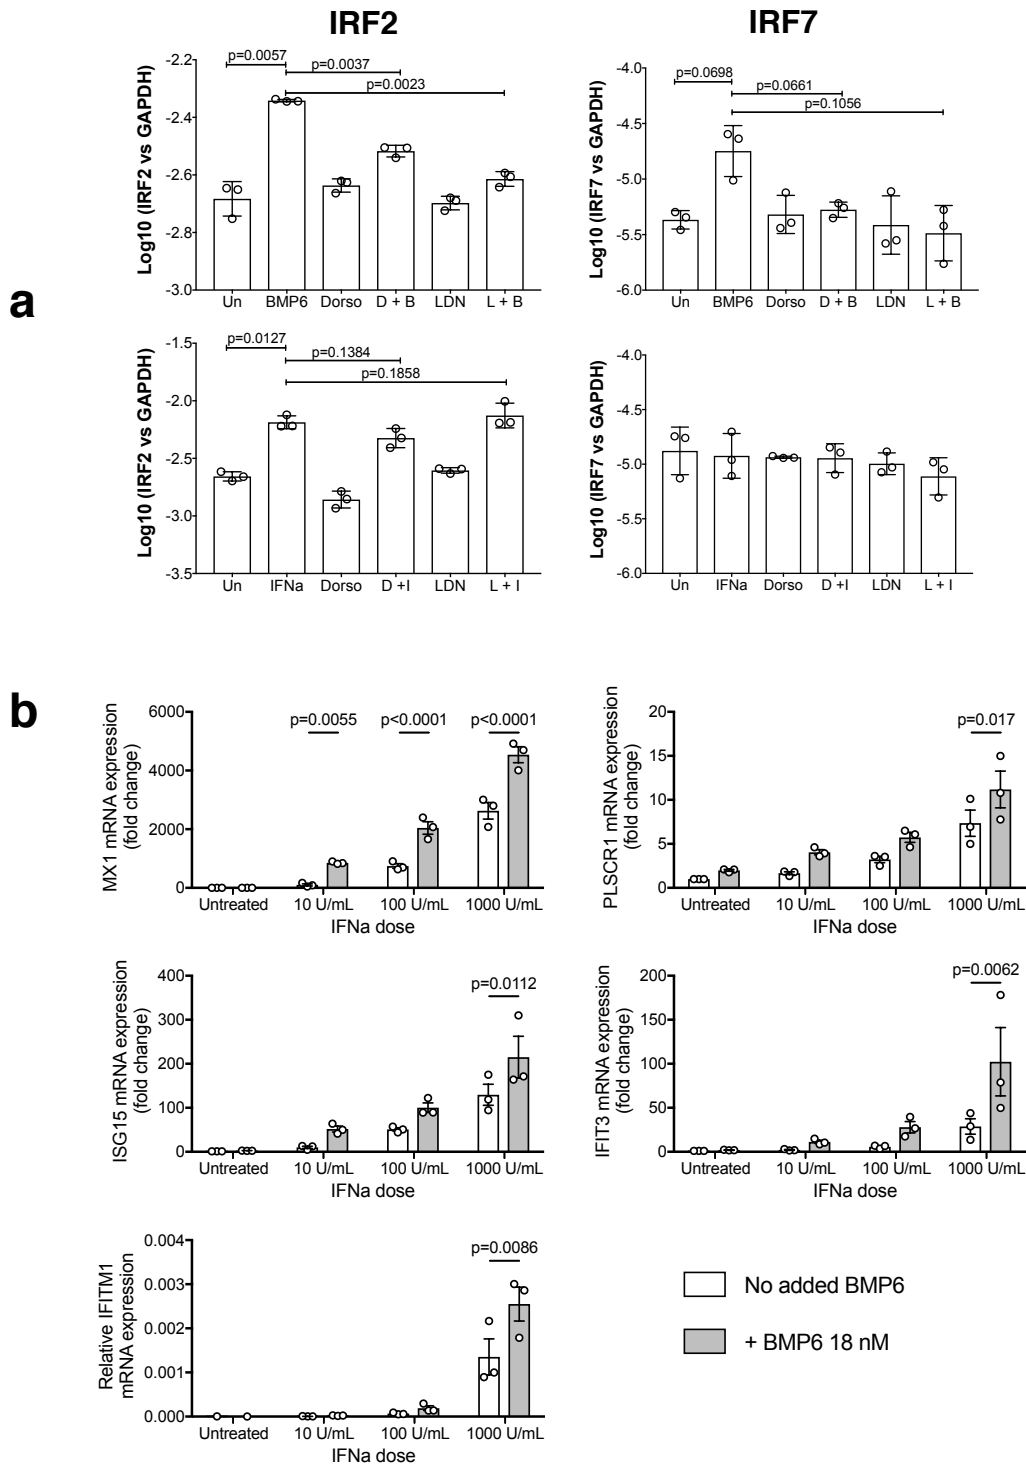 IRF2
IRF7
a
Log10 (IRF2 vs GAPDH)
-2.2
-2.4
-2.6
-2.8
-3.0
p=0.0057
p=0.0037
p=0.0023
Un BMP6 Dorso D + B LDN L + B
Log10 (IRF7 vs GAPDH)
-4.0
-4.5
-5.0
-5.5
-6.0
p=0.0698
p=0.0661
p=0.1056
Un BMP6 Dorso D + B LDN L + B
Log10 (IRF2 vs GAPDH)
-1.5
-2.0
-2.5
-3.0
-3.5
p=0.0127
p=0.1384
p=0.1858
Un IFNa Dorso D +I LDN L + I
Log10 (IRF7 vs GAPDH)
-4.0
-4.5
-5.0
-5.5
-6.0
Un IFNa Dorso D +I LDN L + I
b
MX1 mRNA expression
(fold change)
6000
4000
2000
0
p=0.0055 p<0.0001 p<0.0001
Untreated 10 U/mL 100 U/mL 1000 U/mL
IFNa dose
PLSCR1 mRNA expression
(fold change)
20
15
10
5
0
p=0.017
Untreated 10 U/mL 100 U/mL 1000 U/mL
IFNa dose
ISG15 mRNA expression
(fold change)
400
300
200
100
0
p=0.0112
Untreated 10 U/mL 100 U/mL 1000 U/mL
IFNa dose
IFIT3 mRNA expression
(fold change)
200
150
100
50
0
p=0.0062
Untreated 10 U/mL 100 U/mL 1000 U/mL
IFNa dose
Relative IFITM1
mRNA expression
0.004
0.003
0.002
0.001
0.000
p=0.0086
Untreated 10 U/mL 100 U/mL 1000 U/mL
IFNa dose
No added BMP6
+ BMP6 18 nM